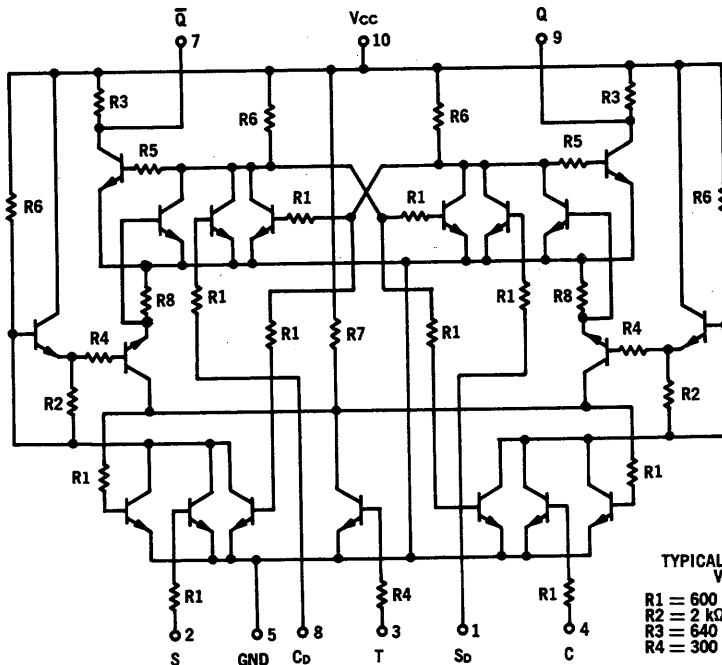 Q̅ VCC Q
7 10 9
R3 R6 R6 R3
R5 R5
R6 R1 R1 R6
R8 R1 R1 R8
R4 R1 R7 R1 R4
R2 R2
R1 R1
R1 R4 R1
2 5 8 3 1 4
S GND CD T SD C
TYPICAL
V
R1 = 600
R2 = 2 kΩ
R3 = 640
R4 = 300